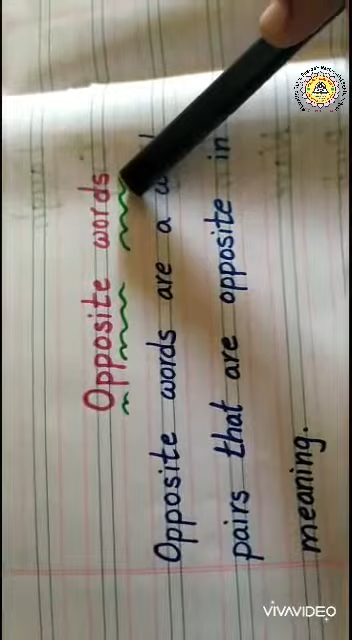 Opposite words
Opposite words are a
pairs that are opposite in
meaning.
VIVAVIDEO